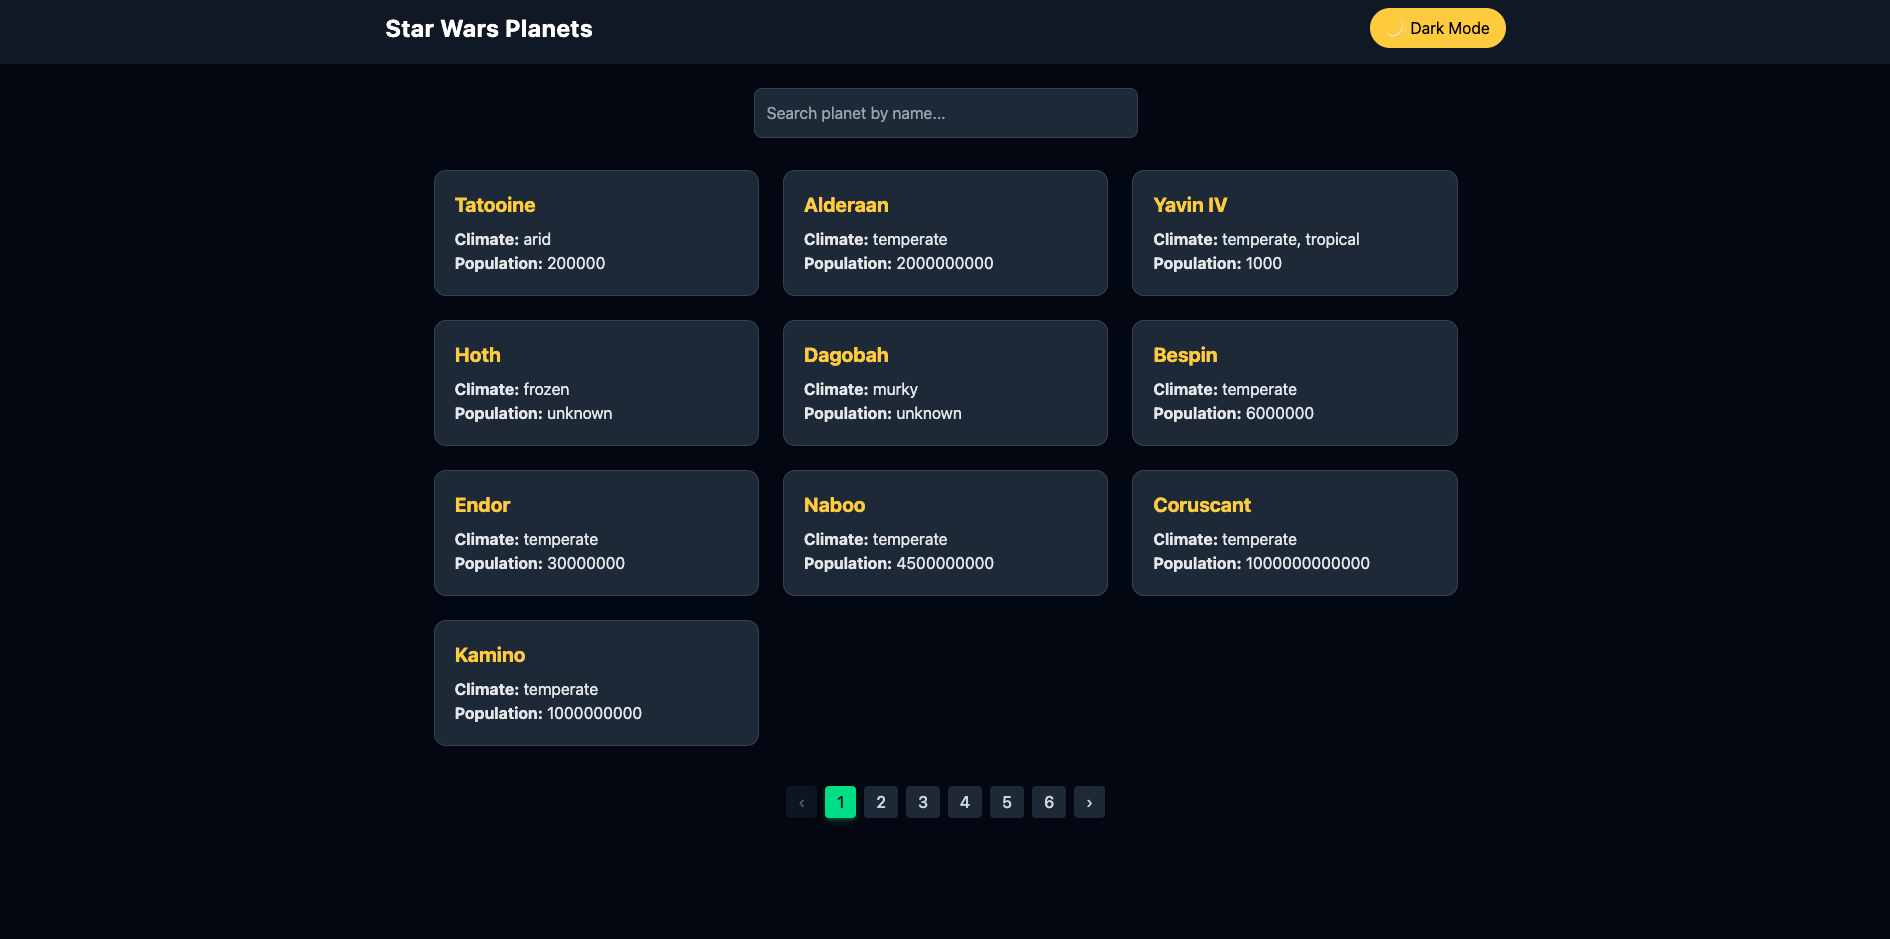 Star Wars Planets
🌙 Dark Mode
Search planet by name...
Tatooine
Climate: arid
Population: 200000
Alderaan
Climate: temperate
Population: 2000000000
Yavin IV
Climate: temperate, tropical
Population: 1000
Hoth
Climate: frozen
Population: unknown
Dagobah
Climate: murky
Population: unknown
Bespin
Climate: temperate
Population: 6000000
Endor
Climate: temperate
Population: 30000000
Naboo
Climate: temperate
Population: 4500000000
Coruscant
Climate: temperate
Population: 1000000000000
Kamino
Climate: temperate
Population: 1000000000
‹ 1 2 3 4 5 6 ›